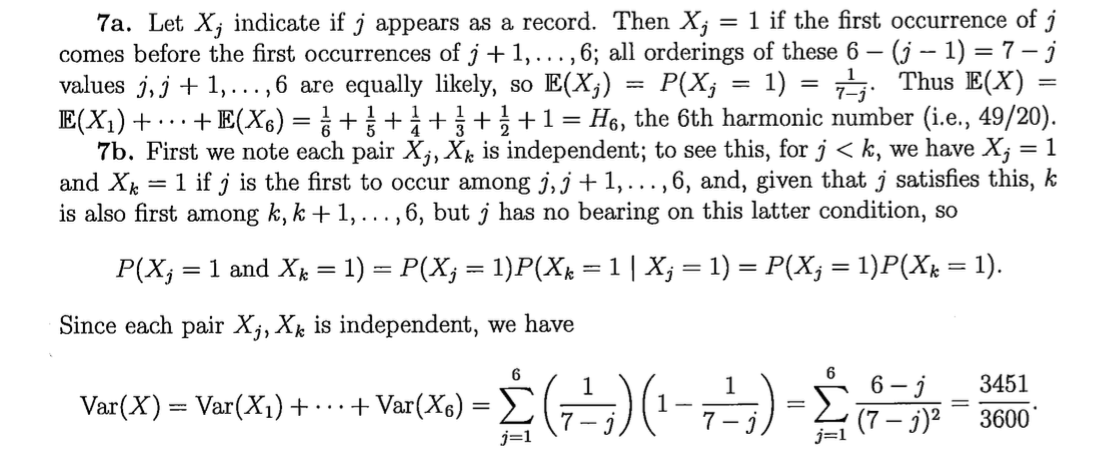 7a. Let X_j indicate if j appears as a record. Then X_j = 1 if the first occurrence of j
comes before the first occurrences of j + 1, . . . , 6; all orderings of these 6 − (j − 1) = 7 − j
values j, j + 1, . . . , 6 are equally likely, so 𝔼(X_j) = P(X_j = 1) = 1/(7−j). Thus 𝔼(X) =
𝔼(X_1) + · · · + 𝔼(X_6) = 1/6 + 1/5 + 1/4 + 1/3 + 1/2 + 1 = H_6, the 6th harmonic number (i.e., 49/20).
7b. First we note each pair X_j, X_k is independent; to see this, for j < k, we have X_j = 1
and X_k = 1 if j is the first to occur among j, j + 1, . . . , 6, and, given that j satisfies this, k
is also first among k, k + 1, . . . , 6, but j has no bearing on this latter condition, so
P(X_j = 1 and X_k = 1) = P(X_j = 1)P(X_k = 1 | X_j = 1) = P(X_j = 1)P(X_k = 1).
Since each pair X_j, X_k is independent, we have
Var(X) = Var(X_1) + · · · + Var(X_6) = ∑_{j=1}^{6} (1/(7 − j)) (1 − 1/(7 − j)) = ∑_{j=1}^{6} (6 − j)/(7 − j)² = 3451/3600.